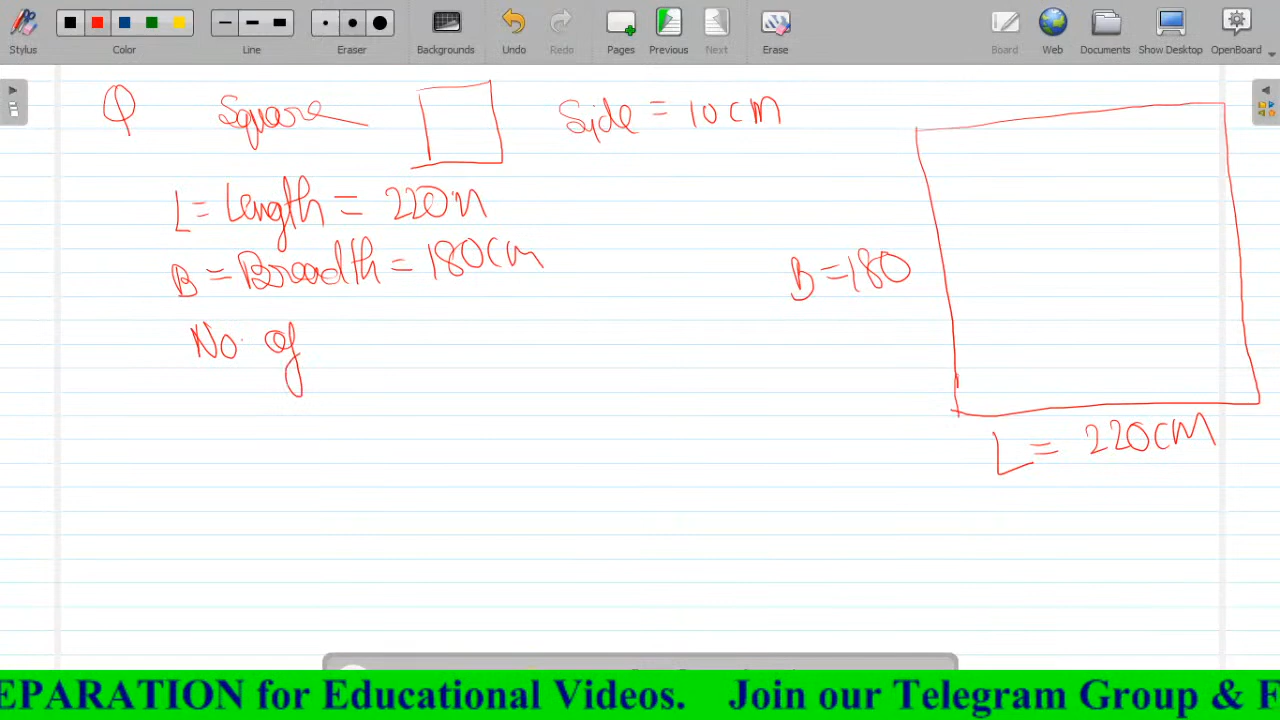 Stylus Color Line Eraser Backgrounds Undo Redo Pages Previous Next Erase Board Web Documents Show Desktop OpenBoard
Q Square Side = 10 cm
L = Length = 220 cm
B = Breadth = 180 cm
B = 180
No. of
L = 220 cm
EPARATION for Educational Videos. Join our Telegram Group & F